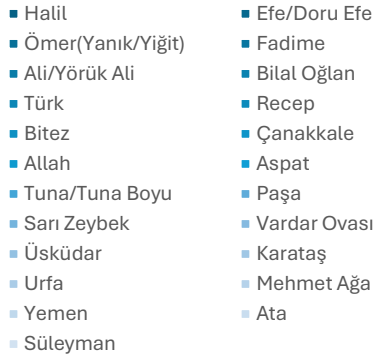 Halil
Efe/Doru Efe
Ömer(Yanık/Yiğit)
Fadime
Ali/Yörük Ali
Bilal Oğlan
Türk
Recep
Bitez
Çanakkale
Allah
Aspat
Tuna/Tuna Boyu
Paşa
Sarı Zeybek
Vardar Ovası
Üsküdar
Karataş
Urfa
Mehmet Ağa
Yemen
Ata
Süleyman